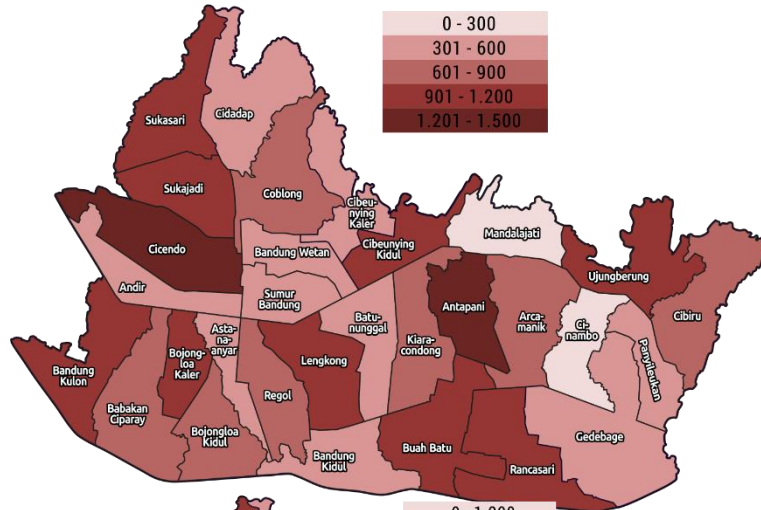 0 - 300
301 - 600
601 - 900
901 - 1.200
1.201 - 1.500
Sukasari
Cidadap
Sukajadi
Coblong
Cibeu-
nying
Kaler
Cicendo
Bandung Wetan
Cibeunying
Kidul
Mandalajati
Ujungberung
Andir
Sumur
Bandung
Antapani
Arca-
manik
Ci-
nambo
Cibiru
Bandung
Kulon
Bojong-
loa
Kaler
Asta-
na-
anyar
Lengkong
Batu-
nunggal
Kiara-
condong
Panyileukan
Babakan
Ciparay
Regol
Bojongloa
Kidul
Bandung
Kidul
Buah Batu
Rancasari
Gedebage